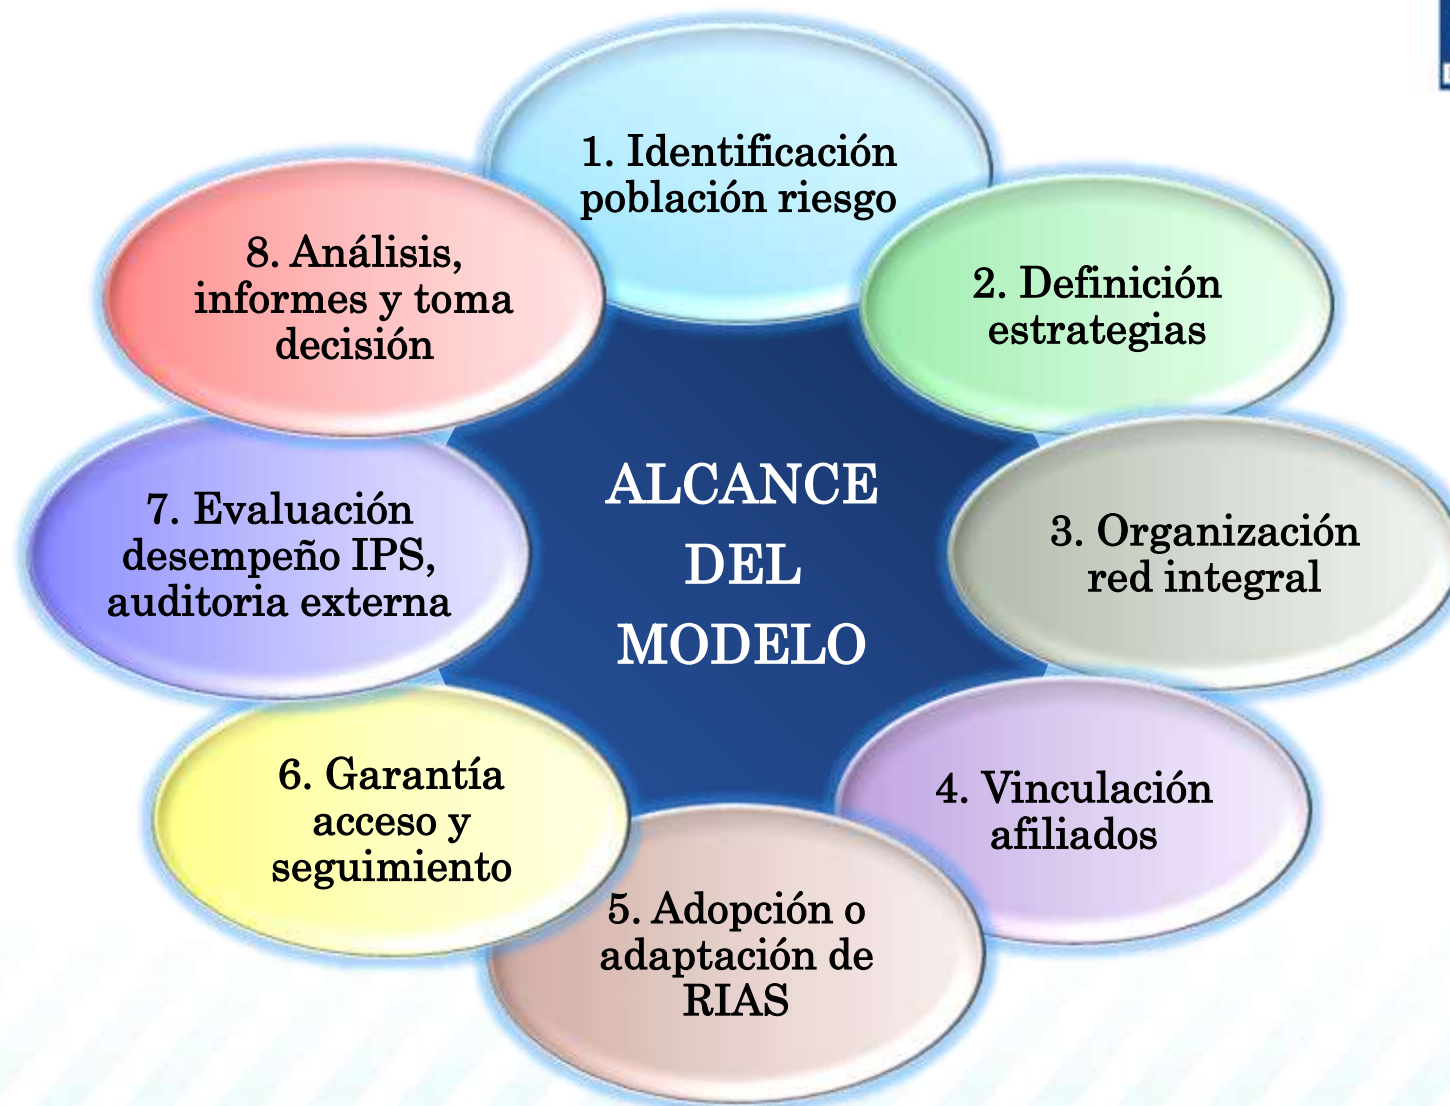 1. Identificación
población riesgo
2. Definición
estrategias
3. Organización
red integral
4. Vinculación
afiliados
5. Adopción o
adaptación de
RIAS
6. Garantía
acceso y
seguimiento
7. Evaluación
desempeño IPS,
auditoria externa
8. Análisis,
informes y toma
decisión
ALCANCE
DEL
MODELO